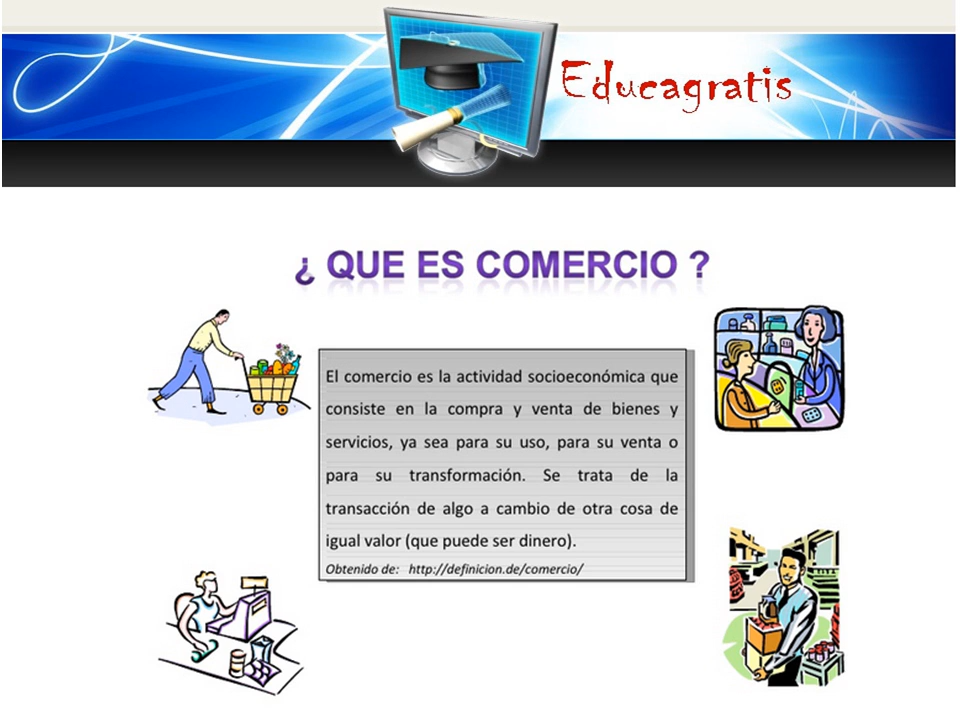 Educagratis
¿ QUE ES COMERCIO ?
El comercio es la actividad socioeconómica que
consiste en la compra y venta de bienes y
servicios, ya sea para su uso, para su venta o
para su transformación. Se trata de la
transacción de algo a cambio de otra cosa de
igual valor (que puede ser dinero).
Obtenido de: http://definicion.de/comercio/